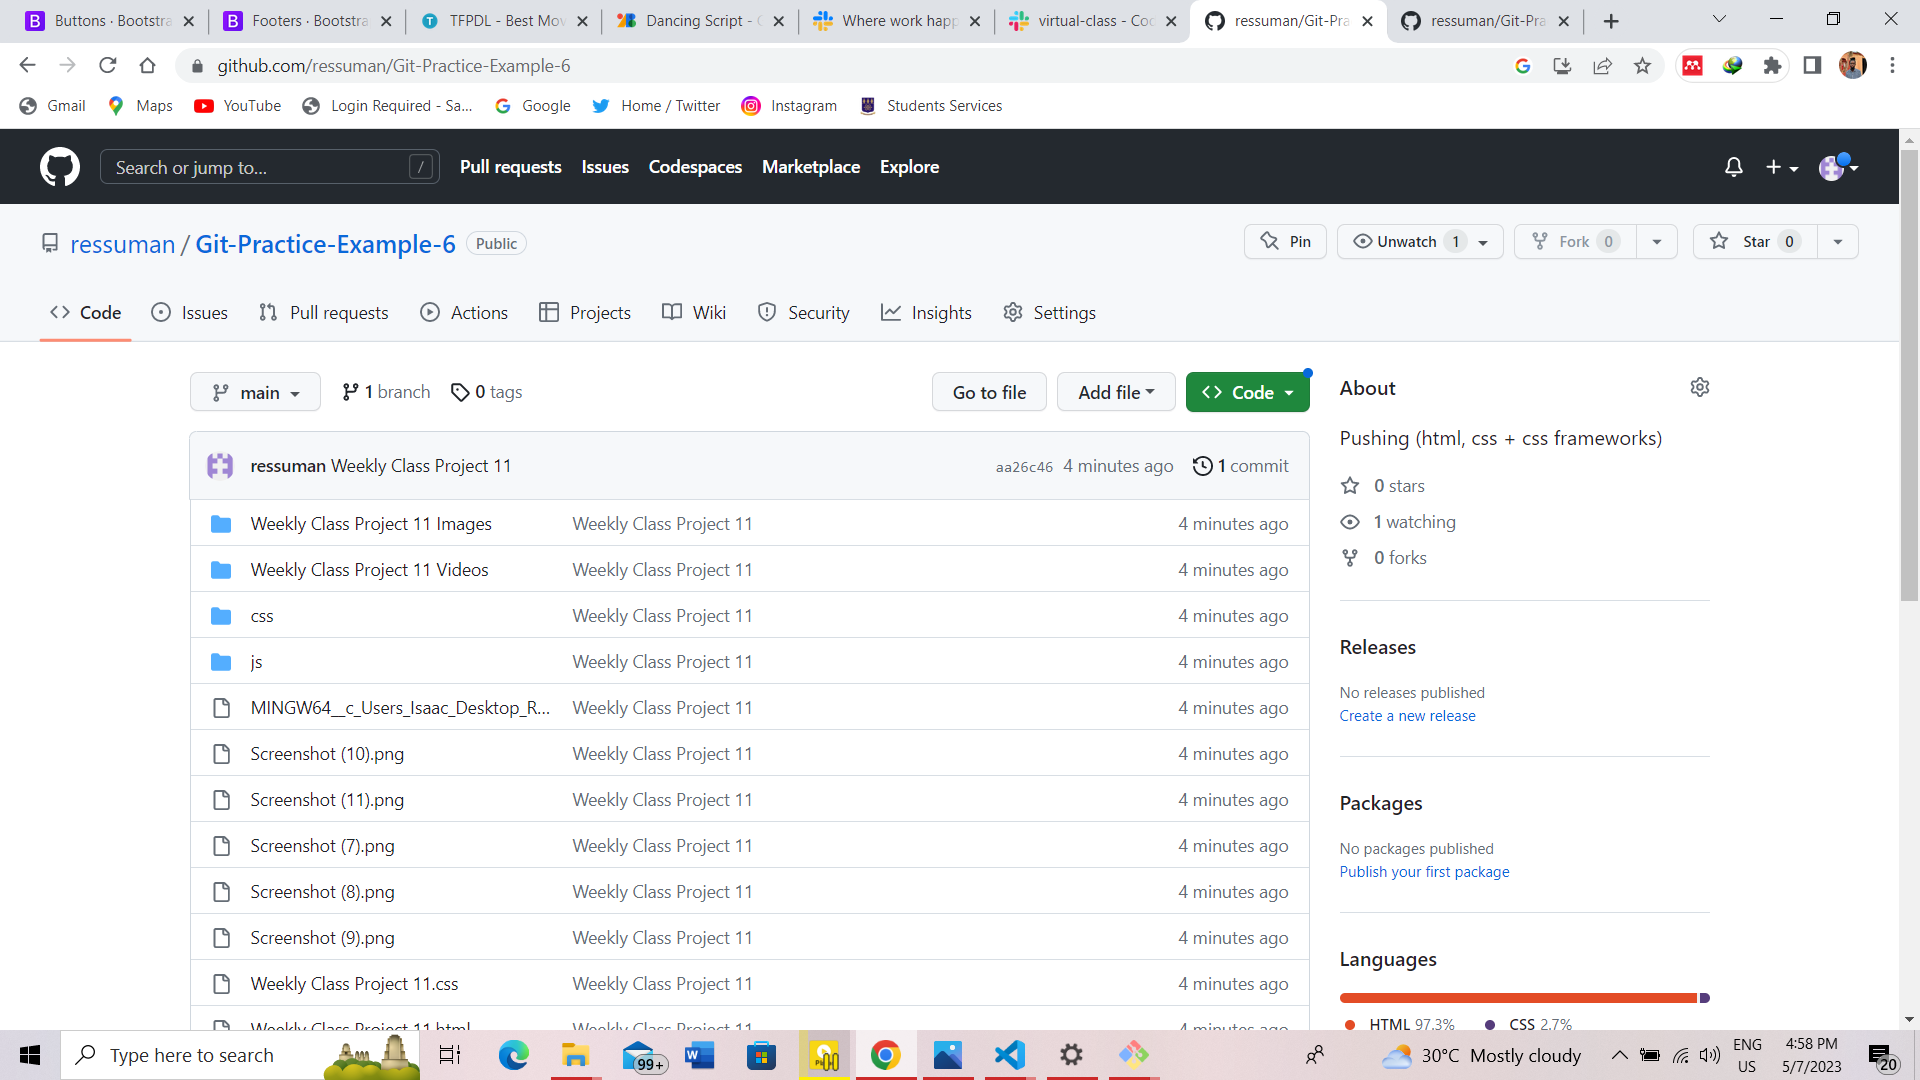 Buttons · Bootstra
Footers · Bootstra
TFPDL - Best Mov
Dancing Script - G
Where work happ
virtual-class - Coc
ressuman/Git-Pra
ressuman/Git-Pra
github.com/ressuman/Git-Practice-Example-6
Gmail Maps YouTube Login Required - Sa... Google Home / Twitter Instagram Students Services
Search or jump to... / Pull requests Issues Codespaces Marketplace Explore
ressuman / Git-Practice-Example-6 Public Pin Unwatch 1 Fork 0 Star 0
Code Issues Pull requests Actions Projects Wiki Security Insights Settings
main 1 branch 0 tags Go to file Add file Code
ressuman Weekly Class Project 11 aa26c46 4 minutes ago 1 commit
Weekly Class Project 11 Images Weekly Class Project 11 4 minutes ago
Weekly Class Project 11 Videos Weekly Class Project 11 4 minutes ago
css Weekly Class Project 11 4 minutes ago
js Weekly Class Project 11 4 minutes ago
MINGW64__c_Users_Isaac_Desktop_R... Weekly Class Project 11 4 minutes ago
Screenshot (10).png Weekly Class Project 11 4 minutes ago
Screenshot (11).png Weekly Class Project 11 4 minutes ago
Screenshot (7).png Weekly Class Project 11 4 minutes ago
Screenshot (8).png Weekly Class Project 11 4 minutes ago
Screenshot (9).png Weekly Class Project 11 4 minutes ago
Weekly Class Project 11.css Weekly Class Project 11 4 minutes ago
Weekly Class Project 11.html Weekly Class Project 11 4 minutes ago
About
Pushing (html, css + css frameworks)
0 stars
1 watching
0 forks
Releases
No releases published
Create a new release
Packages
No packages published
Publish your first package
Languages
HTML 97.3% CSS 2.7%
Type here to search
99+
30°C Mostly cloudy
ENG
US
4:58 PM
5/7/2023
20